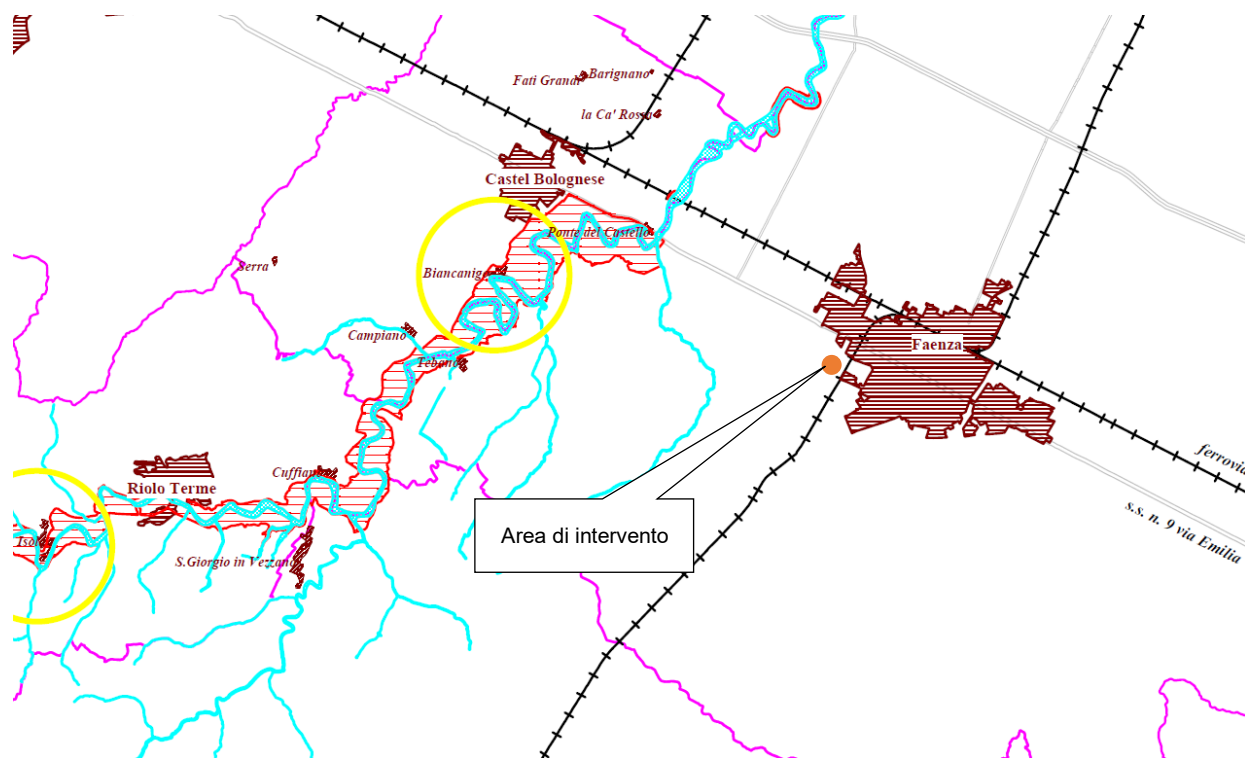 Fati Grandi
Barignano
la Ca' Rossa
Castel Bolognese
Ponte del Castello
Serra
Biancanigo
Campiano
Tebano
Faenza
Cuffiano
Riolo Terme
Isola
S.Giorgio in Vezzano
Area di intervento
ferrovia
s.s. n. 9 via Emilia